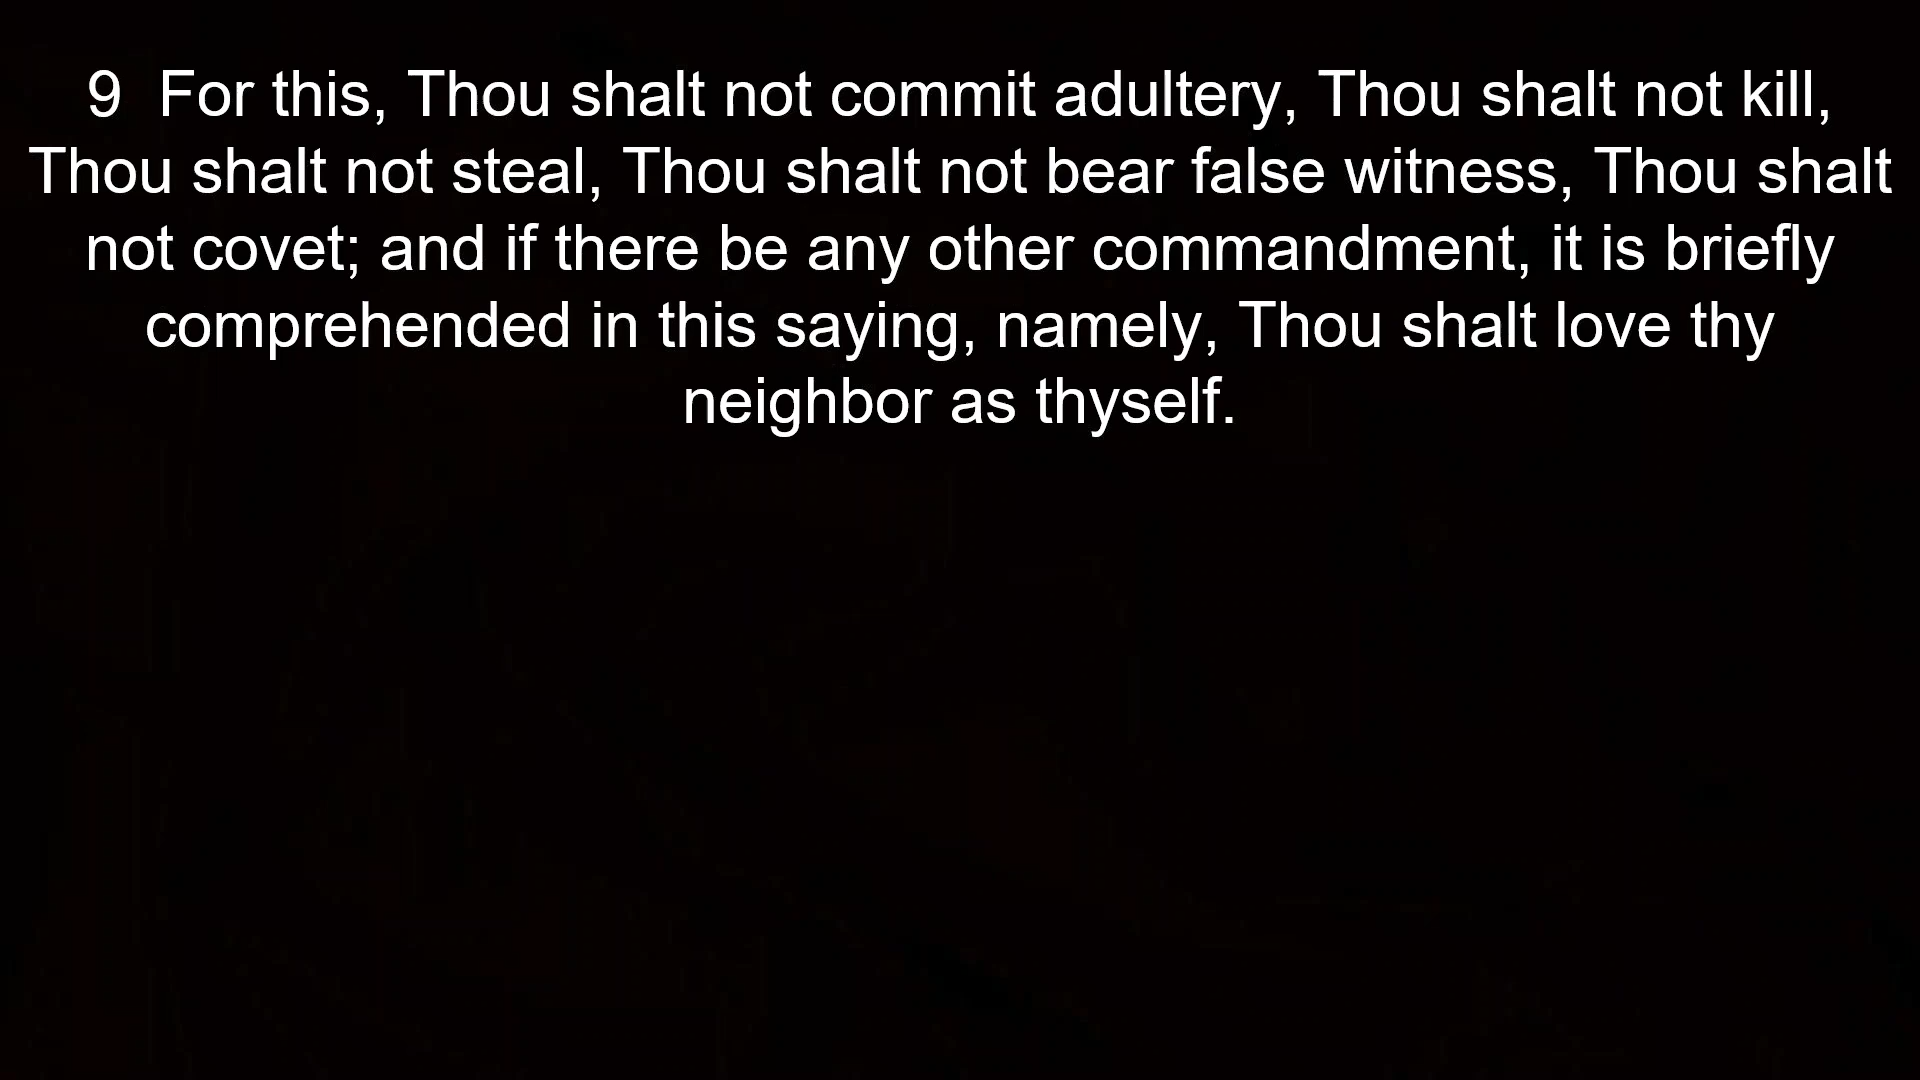 9  For this, Thou shalt not commit adultery, Thou shalt not kill,
Thou shalt not steal, Thou shalt not bear false witness, Thou shalt
not covet; and if there be any other commandment, it is briefly
comprehended in this saying, namely, Thou shalt love thy
neighbor as thyself.